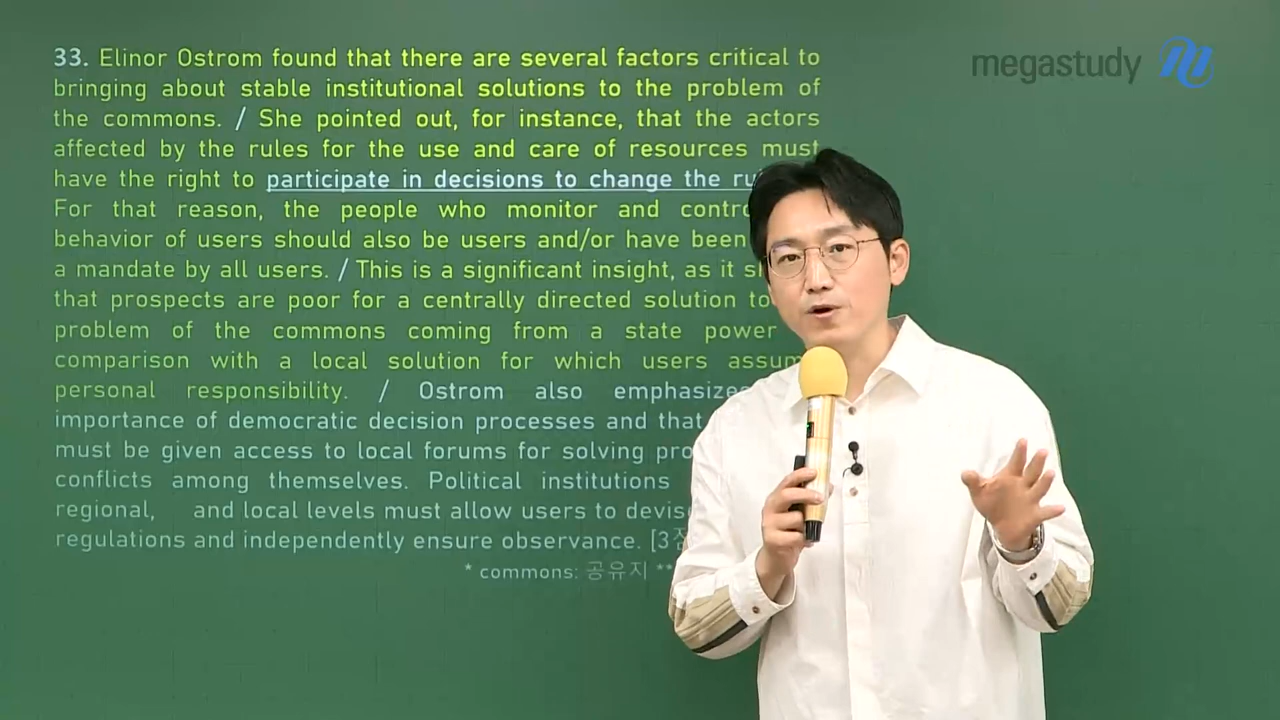 megastudy
33. Elinor Ostrom found that there are several factors critical to
bringing about stable institutional solutions to the problem of
the commons. / She pointed out, for instance, that the actors
affected by the rules for the use and care of resources must
have the right to participate in decisions to change the
For that reason, the people who monitor and
behavior of users should also be users and/or have been
a mandate by all users. / This is a significant insight, as it
that prospects are poor for a centrally directed solution to
problem of the commons coming from a state power
comparison with a local solution for which users
personal responsibility. / Ostrom also
importance of democratic decision processes and that
must be given access to local forums for solving
conflicts among themselves. Political institutions
regional, and local levels must allow users to
regulations and independently ensure observance. [3
* commons: 공유지 **